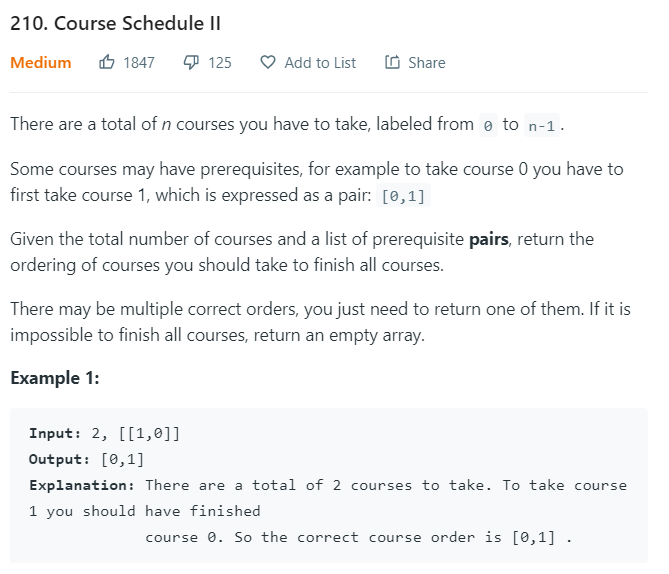 210. Course Schedule II
Medium 1847 125 Add to List Share
There are a total of n courses you have to take, labeled from 0 to n-1.
Some courses may have prerequisites, for example to take course 0 you have to
first take course 1, which is expressed as a pair: [0,1]
Given the total number of courses and a list of prerequisite pairs, return the
ordering of courses you should take to finish all courses.
There may be multiple correct orders, you just need to return one of them. If it is
impossible to finish all courses, return an empty array.
Example 1:
Input: 2, [[1,0]]
Output: [0,1]
Explanation: There are a total of 2 courses to take. To take course
1 you should have finished
course 0. So the correct course order is [0,1] .